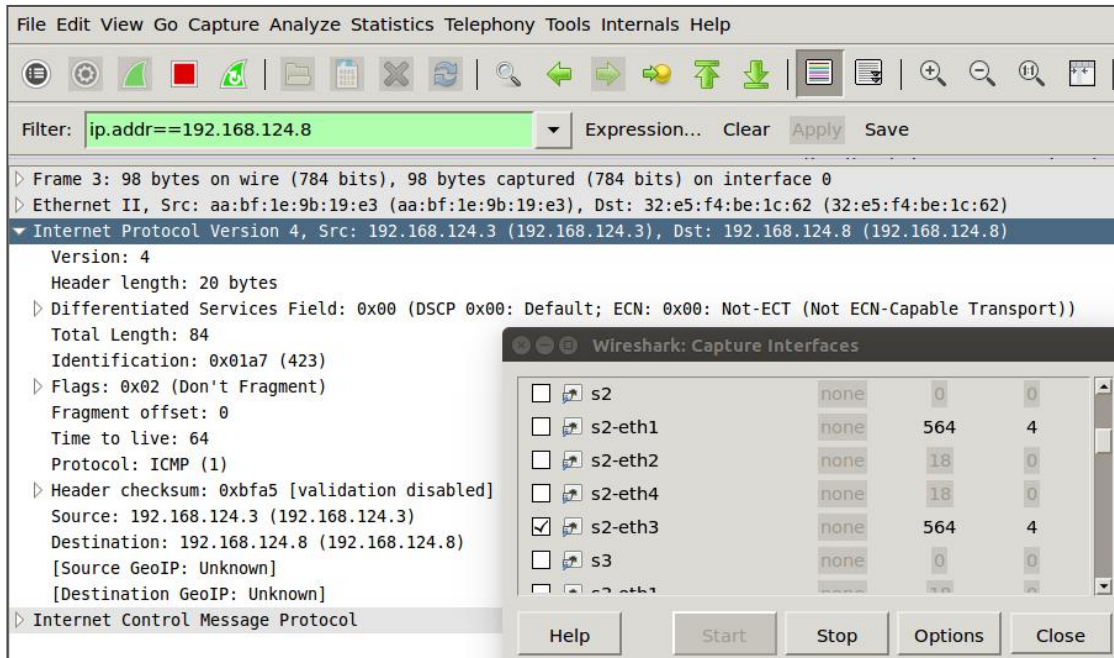 File Edit View Go Capture Analyze Statistics Telephony Tools Internals Help
Filter: ip.addr==192.168.124.8 Expression... Clear Apply Save
Frame 3: 98 bytes on wire (784 bits), 98 bytes captured (784 bits) on interface 0
Ethernet II, Src: aa:bf:1e:9b:19:e3 (aa:bf:1e:9b:19:e3), Dst: 32:e5:f4:be:1c:62 (32:e5:f4:be:1c:62)
Internet Protocol Version 4, Src: 192.168.124.3 (192.168.124.3), Dst: 192.168.124.8 (192.168.124.8)
Version: 4
Header length: 20 bytes
Differentiated Services Field: 0x00 (DSCP 0x00: Default; ECN: 0x00: Not-ECT (Not ECN-Capable Transport))
Total Length: 84
Identification: 0x01a7 (423)
Flags: 0x02 (Don't Fragment)
Fragment offset: 0
Time to live: 64
Protocol: ICMP (1)
Header checksum: 0xbfa5 [validation disabled]
Source: 192.168.124.3 (192.168.124.3)
Destination: 192.168.124.8 (192.168.124.8)
[Source GeoIP: Unknown]
[Destination GeoIP: Unknown]
Internet Control Message Protocol
Wireshark: Capture Interfaces
s2 none 0 0
s2-eth1 none 564 4
s2-eth2 none 18 0
s2-eth4 none 18 0
s2-eth3 none 564 4
s3 none 0 0
Help Start Stop Options Close